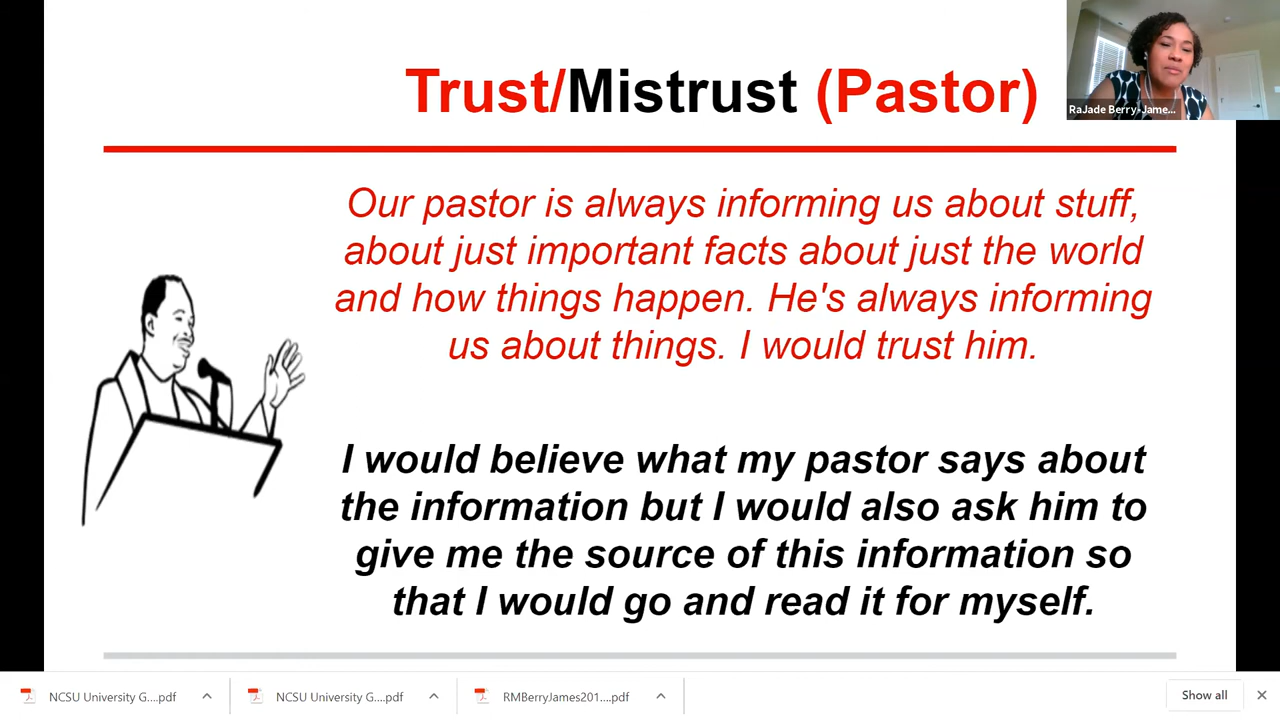 Trust/Mistrust (Pastor)
RaJade Berry-Jame...
Our pastor is always informing us about stuff,
about just important facts about just the world
and how things happen. He's always informing
us about things. I would trust him.
I would believe what my pastor says about
the information but I would also ask him to
give me the source of this information so
that I would go and read it for myself.
NCSU University G....pdf
NCSU University G....pdf
RMBerryJames201....pdf
Show all